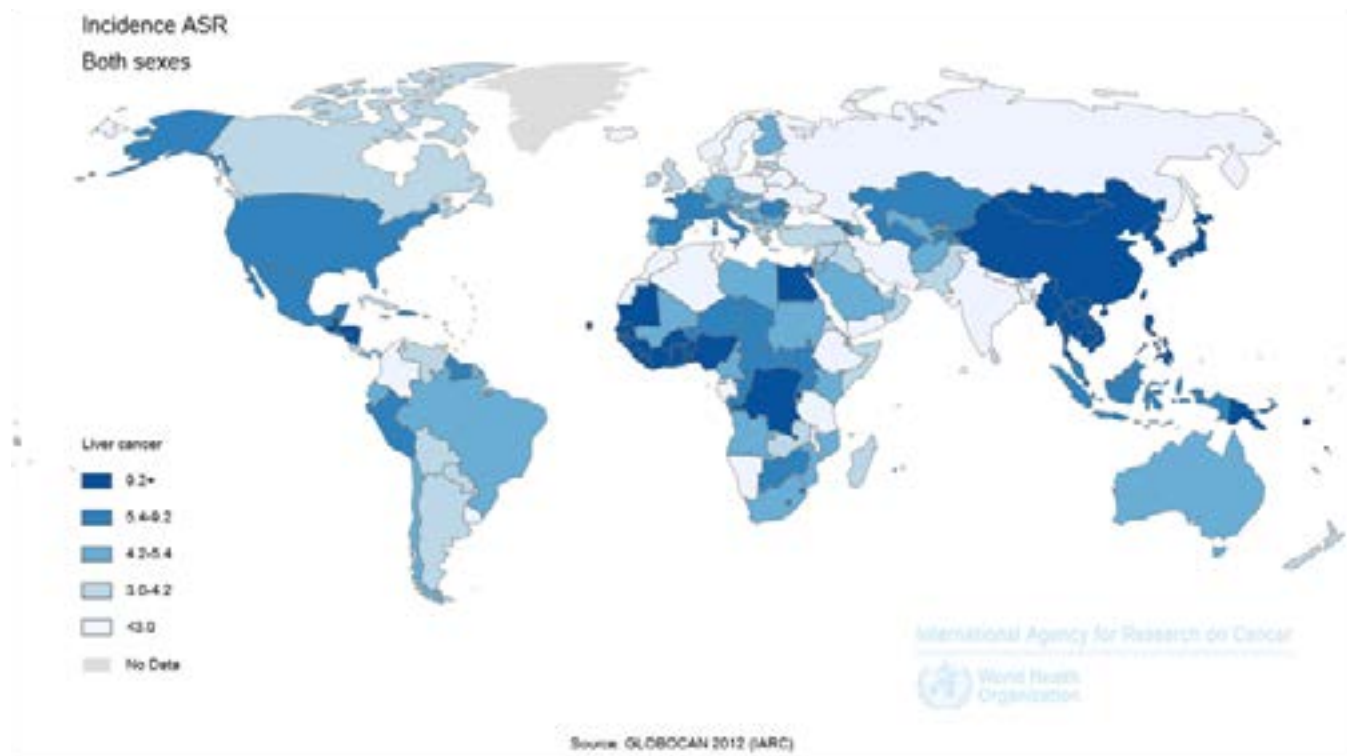 Incidence ASR
Both sexes
Liver cancer
9.2+
5.4-9.2
4.2-5.4
3.0-4.2
<3.0
No Data
International Agency for Research on Cancer
World Health
Organization
Source: GLOBOCAN 2012 (IARC)